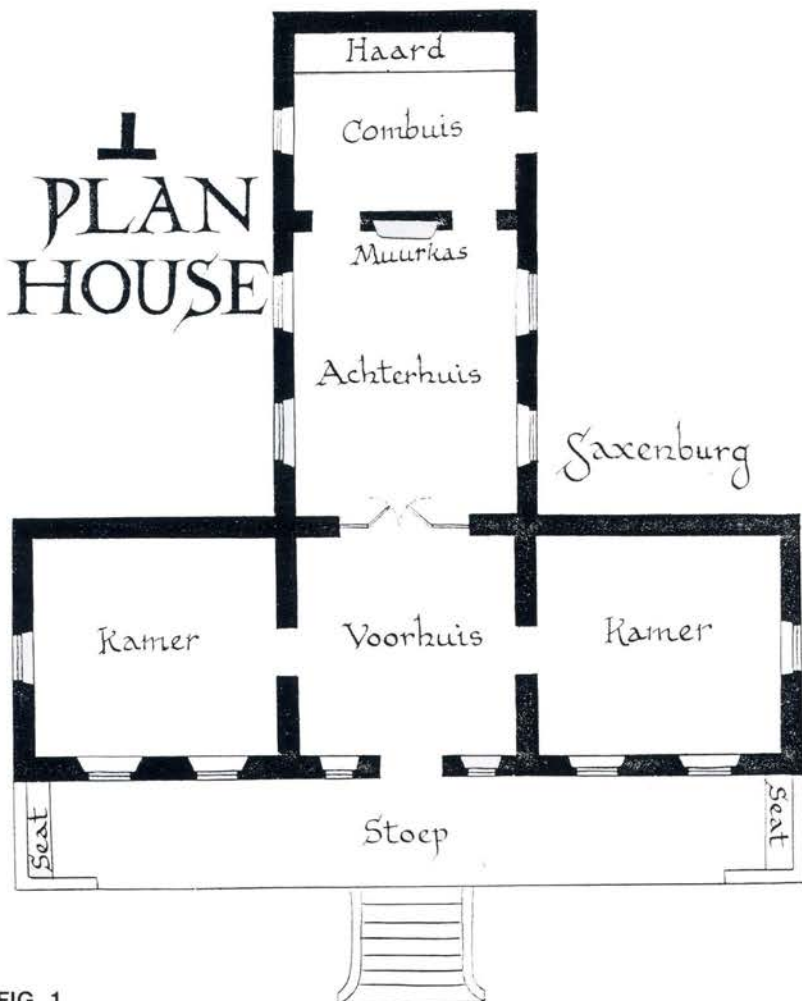 Haard
Combuis
PLAN
HOUSE
Muurkas
Achterhuis
Saxenburg
Kamer
Voorhuis
Kamer
Seat
Stoep
Seat
FIG. 1